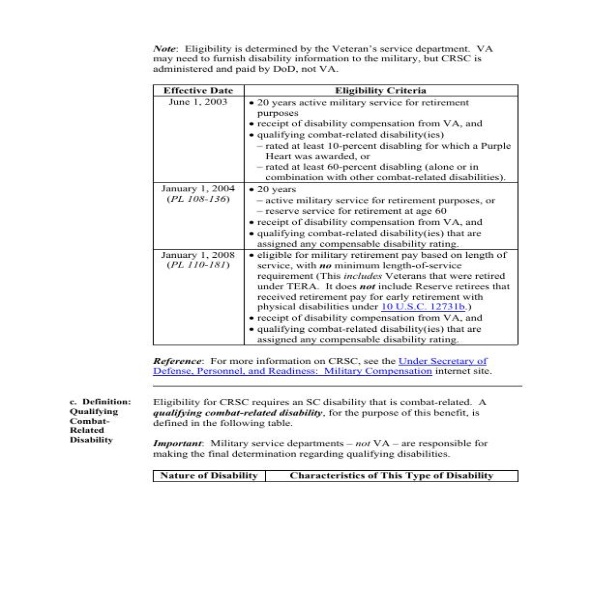 Note:  Eligibility is determined by the Veteran's service department.  VA
may need to furnish disability information to the military, but CRSC is
administered and paid by DoD, not VA.
Effective Date
Eligibility Criteria
June 1, 2003
• 20 years active military service for retirement
purposes
• receipt of disability compensation from VA, and
• qualifying combat-related disability(ies)
– rated at least 10-percent disabling for which a Purple
Heart was awarded, or
– rated at least 60-percent disabling (alone or in
combination with other combat-related disabilities).
January 1, 2004
(PL 108-136)
• 20 years
– active military service for retirement purposes, or
– reserve service for retirement at age 60
• receipt of disability compensation from VA, and
• qualifying combat-related disability(ies) that are
assigned any compensable disability rating.
January 1, 2008
(PL 110-181)
• eligible for military retirement pay based on length of
service, with no minimum length-of-service
requirement (This includes Veterans that were retired
under TERA.  It does not include Reserve retirees that
received retirement pay for early retirement with
physical disabilities under 10 U.S.C. 12731b.)
• receipt of disability compensation from VA, and
• qualifying combat-related disability(ies) that are
assigned any compensable disability rating.
Reference:  For more information on CRSC, see the Under Secretary of
Defense, Personnel, and Readiness:  Military Compensation internet site.
c.  Definition:
Qualifying
Combat-
Related
Disability
Eligibility for CRSC requires an SC disability that is combat-related.  A
qualifying combat-related disability, for the purpose of this benefit, is
defined in the following table.
Important:  Military service departments – not VA – are responsible for
making the final determination regarding qualifying disabilities.
Nature of Disability
Characteristics of This Type of Disability